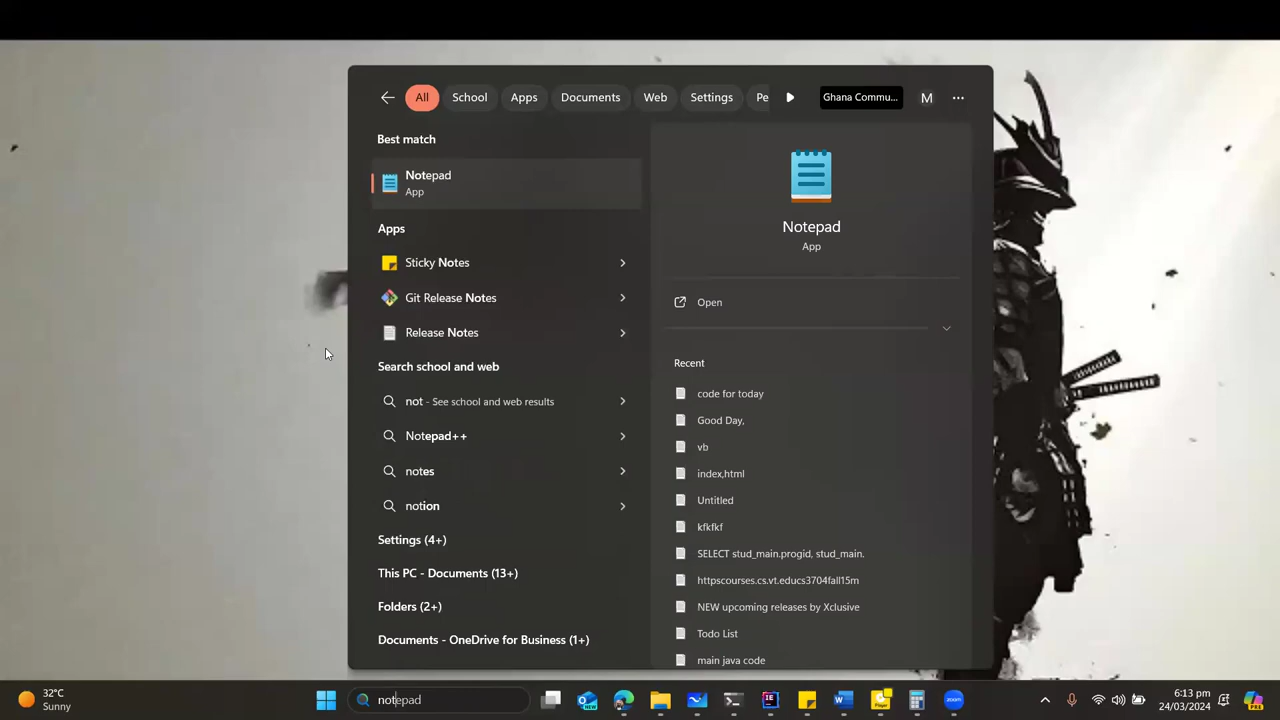 All
School
Apps
Documents
Web
Settings
Pe
Ghana Commu...
M
Best match
Notepad
App
Apps
Sticky Notes
Git Release Notes
Release Notes
Search school and web
not - See school and web results
Notepad++
notes
notion
Settings (4+)
This PC - Documents (13+)
Folders (2+)
Documents - OneDrive for Business (1+)
Notepad
App
Open
Recent
code for today
Good Day,
vb
index,html
Untitled
kfkfkf
SELECT stud_main.progid, stud_main.
httpscourses.cs.vt.educs3704fall15m
NEW upcoming releases by Xclusive
Todo List
main java code
32°C
Sunny
notepad
6:13 pm
24/03/2024